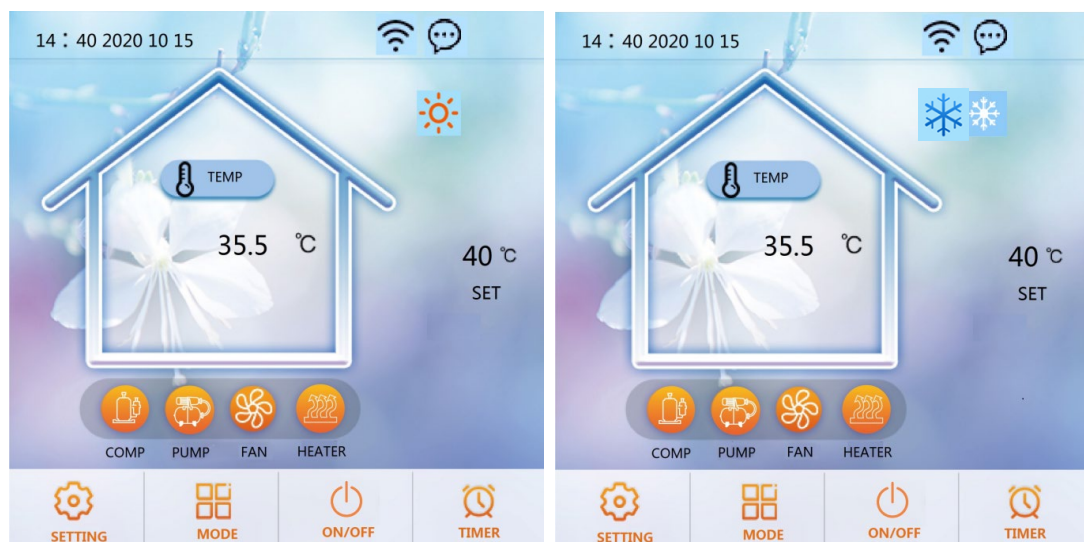 14：40 2020 10 15
TEMP
35.5 ℃
40 ℃
SET
COMP PUMP FAN HEATER
SETTING MODE ON/OFF TIMER
14：40 2020 10 15
TEMP
35.5 ℃
40 ℃
SET
COMP PUMP FAN HEATER
SETTING MODE ON/OFF TIMER